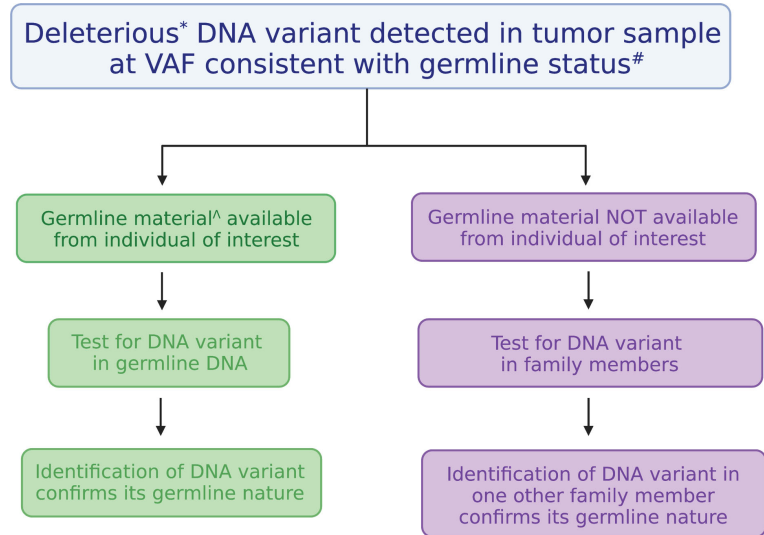 Deleterious* DNA variant detected in tumor sample
at VAF consistent with germline status#
Germline material^ available
from individual of interest
Germline material NOT available
from individual of interest
Test for DNA variant
in germline DNA
Test for DNA variant
in family members
Identification of DNA variant
confirms its germline nature
Identification of DNA variant in
one other family member
confirms its germline nature